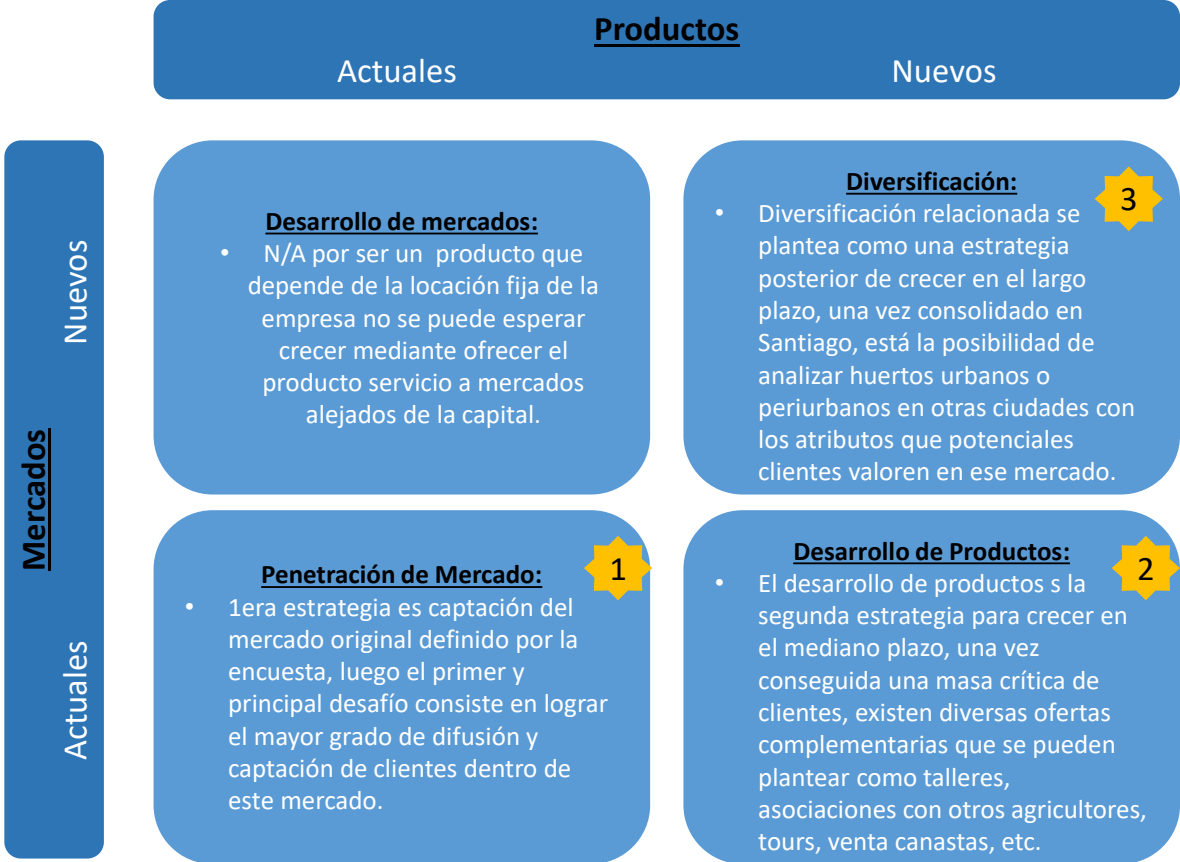 Productos
Actuales
Nuevos
Mercados
Nuevos
Actuales
Desarrollo de mercados:
• N/A por ser un  producto que
depende de la locación fija de la
empresa no se puede esperar
crecer mediante ofrecer el
producto servicio a mercados
alejados de la capital.
Diversificación:
3
• Diversificación relacionada se
plantea como una estrategia
posterior de crecer en el largo
plazo, una vez consolidado en
Santiago, está la posibilidad de
analizar huertos urbanos o
periurbanos en otras ciudades con
los atributos que potenciales
clientes valoren en ese mercado.
Penetración de Mercado:
1
• 1era estrategia es captación del
mercado original definido por la
encuesta, luego el primer y
principal desafío consiste en lograr
el mayor grado de difusión y
captación de clientes dentro de
este mercado.
Desarrollo de Productos:
2
• El desarrollo de productos s la
segunda estrategia para crecer en
el mediano plazo, una vez
conseguida una masa crítica de
clientes, existen diversas ofertas
complementarias que se pueden
plantear como talleres,
asociaciones con otros agricultores,
tours, venta canastas, etc.